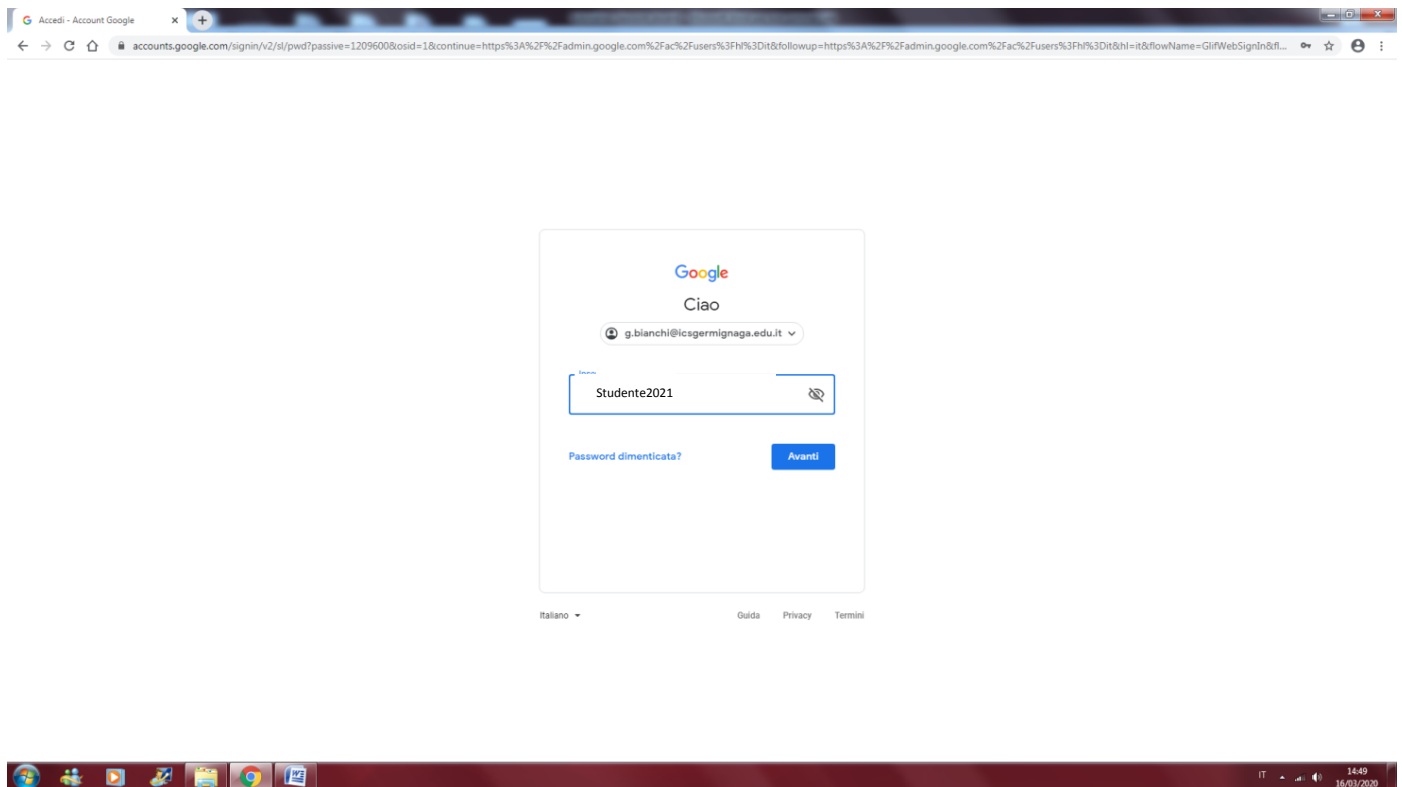 Accedi - Account Google
accounts.google.com/signin/v2/sl/pwd?passive=1209600&osid=1&continue=https%3A%2F%2Fadmin.google.com%2Fac%2Fusers%3Fhl%3Dit&followup=https%3A%2F%2Fadmin.google.com%2Fac%2Fusers%3Fhl%3Dit&hl=it&flowName=GlifWebSignIn&fl...
Google
Ciao
g.bianchi@icsgermignaga.edu.it
Studente2021
Password dimenticata?
Avanti
Italiano
Guida Privacy Termini
IT
14:49
16/03/2020